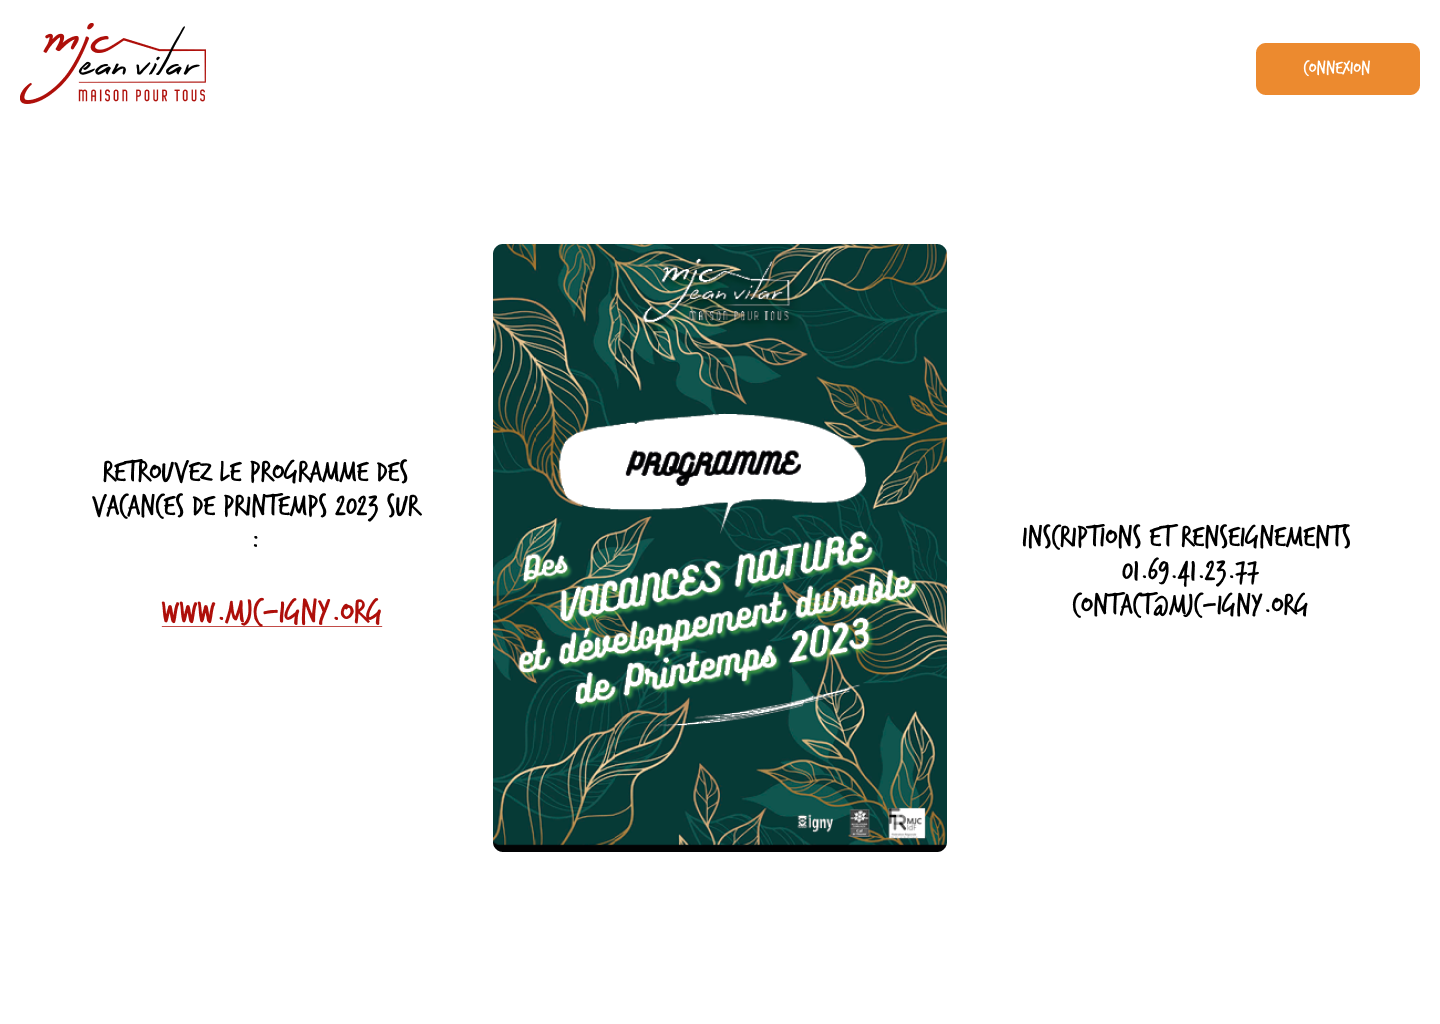 mjc
jean vilar
MAISON POUR TOUS
CONNEXION
RETROUVEZ LE PROGRAMME DES
VACANCES DE PRINTEMPS 2023 SUR
:
WWW.MJC-IGNY.ORG
mjc
jean vilar
MAISON POUR TOUS
PROGRAMME
Des
VACANCES NATURE
et développement durable
de Printemps 2023
igny
MJC
INSCRIPTIONS ET RENSEIGNEMENTS
01.69.41.23.77
CONTACT@MJC-IGNY.ORG